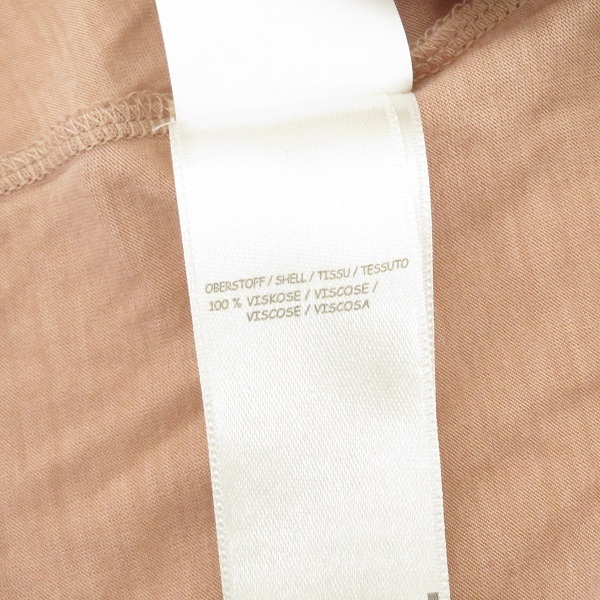 OBERSTOFF / SHELL / TISSU / TESSUTO
100 % VISKOSE / VISCOSE /
VISCOSE / VISCOSA